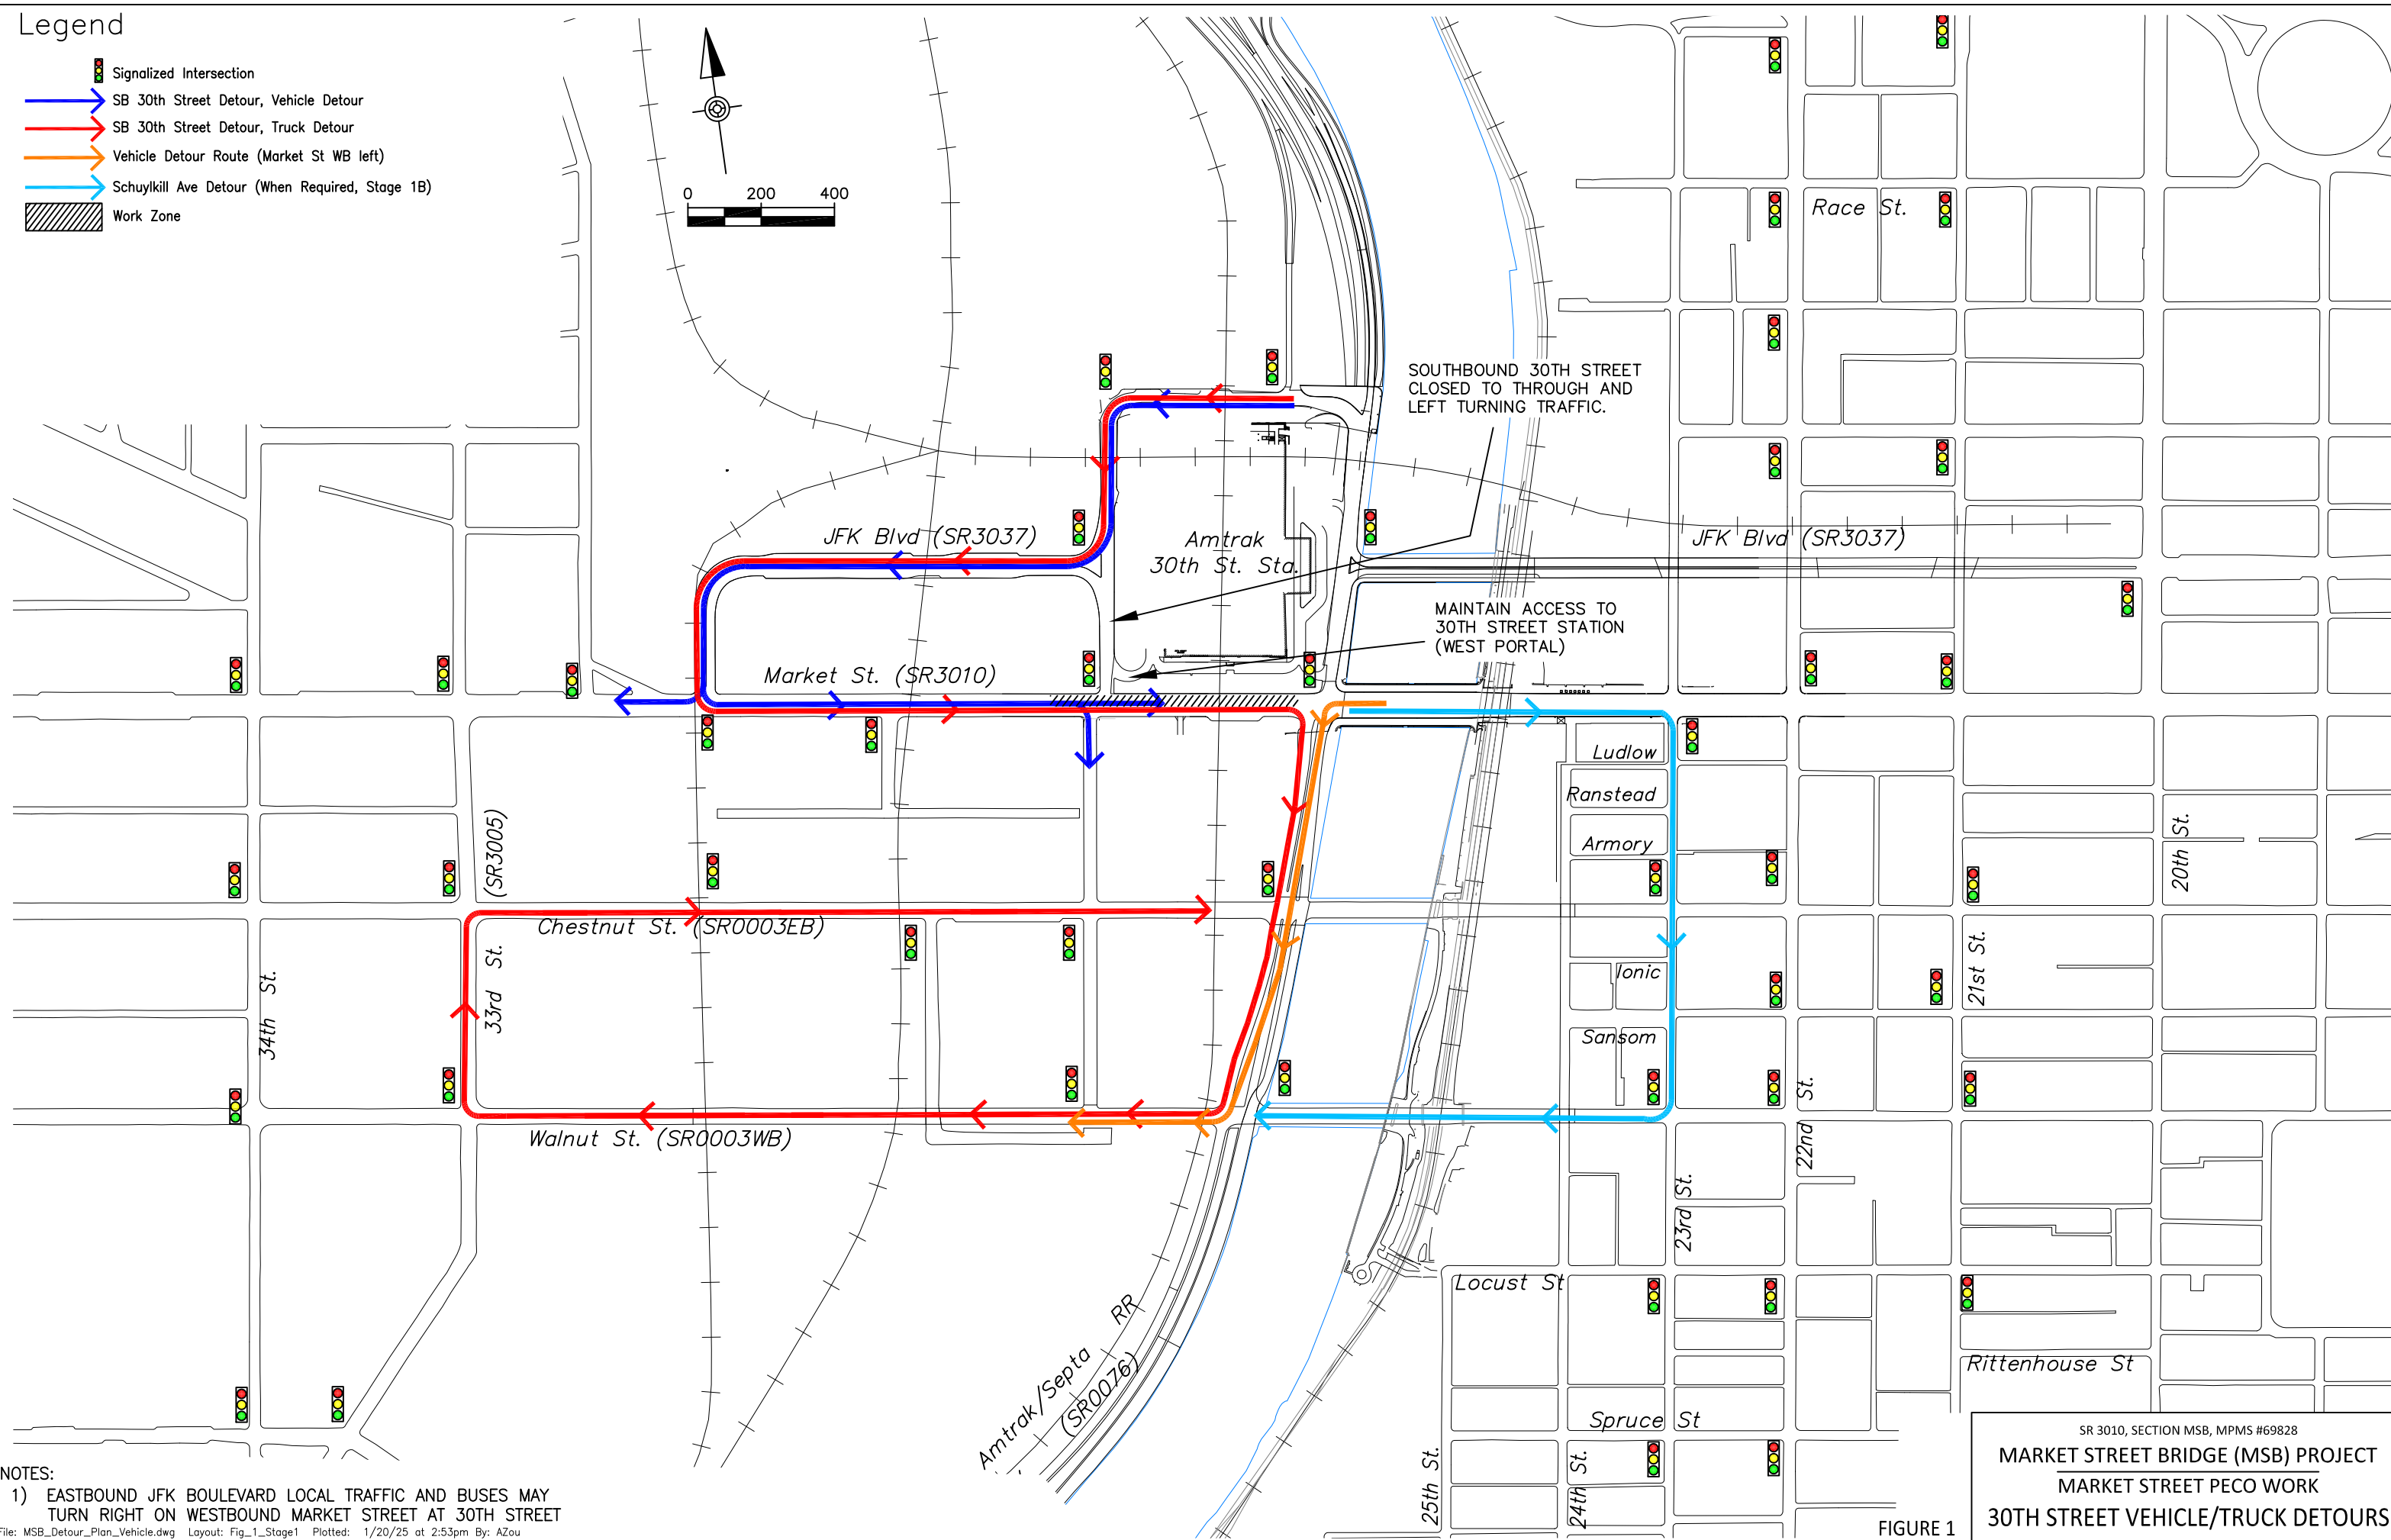 Legend
Signalized Intersection
SB 30th Street Detour, Vehicle Detour
SB 30th Street Detour, Truck Detour
Vehicle Detour Route (Market St WB left)
Schuylkill Ave Detour (When Required, Stage 1B)
Work Zone
0 200 400
Race St.
SOUTHBOUND 30TH STREET
CLOSED TO THROUGH AND
LEFT TURNING TRAFFIC.
JFK Blvd (SR3037)
Amtrak
30th St. Sta.
JFK Blvd (SR3037)
MAINTAIN ACCESS TO
30TH STREET STATION
(WEST PORTAL)
Market St. (SR3010)
Ludlow
Ranstead
Armory
(SR3005)
20th St.
Chestnut St. (SR0003EB)
33rd St.
34th St.
Ionic
21st St.
Sansom
Walnut St. (SR0003WB)
22nd St.
23rd St.
Locust St
Amtrak/Septa RR
(SR0076)
Rittenhouse St
Spruce St
25th St.
24th St.
NOTES:
1) EASTBOUND JFK BOULEVARD LOCAL TRAFFIC AND BUSES MAY
TURN RIGHT ON WESTBOUND MARKET STREET AT 30TH STREET
File: MSB_Detour_Plan_Vehicle.dwg Layout: Fig_1_Stage1 Plotted: 1/20/25 at 2:53pm By: AZou
FIGURE 1
SR 3010, SECTION MSB, MPMS #69828
MARKET STREET BRIDGE (MSB) PROJECT
MARKET STREET PECO WORK
30TH STREET VEHICLE/TRUCK DETOURS